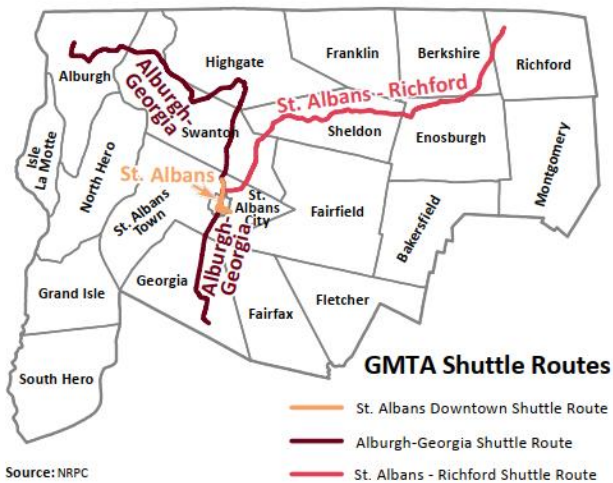 Alburgh
Highgate
Franklin
Berkshire
Richford
Alburgh-
Georgia
St. Albans - Richford
Isle
La Motte
North Hero
Swanton
Sheldon
Enosburgh
Montgomery
St. Albans
St. Albans
Town
St.
Albans
City
Fairfield
Bakersfield
Alburgh-
Georgia
Georgia
Grand Isle
Fairfax
Fletcher
South Hero
GMTA Shuttle Routes
St. Albans Downtown Shuttle Route
Alburgh-Georgia Shuttle Route
St. Albans - Richford Shuttle Route
Source: NRPC